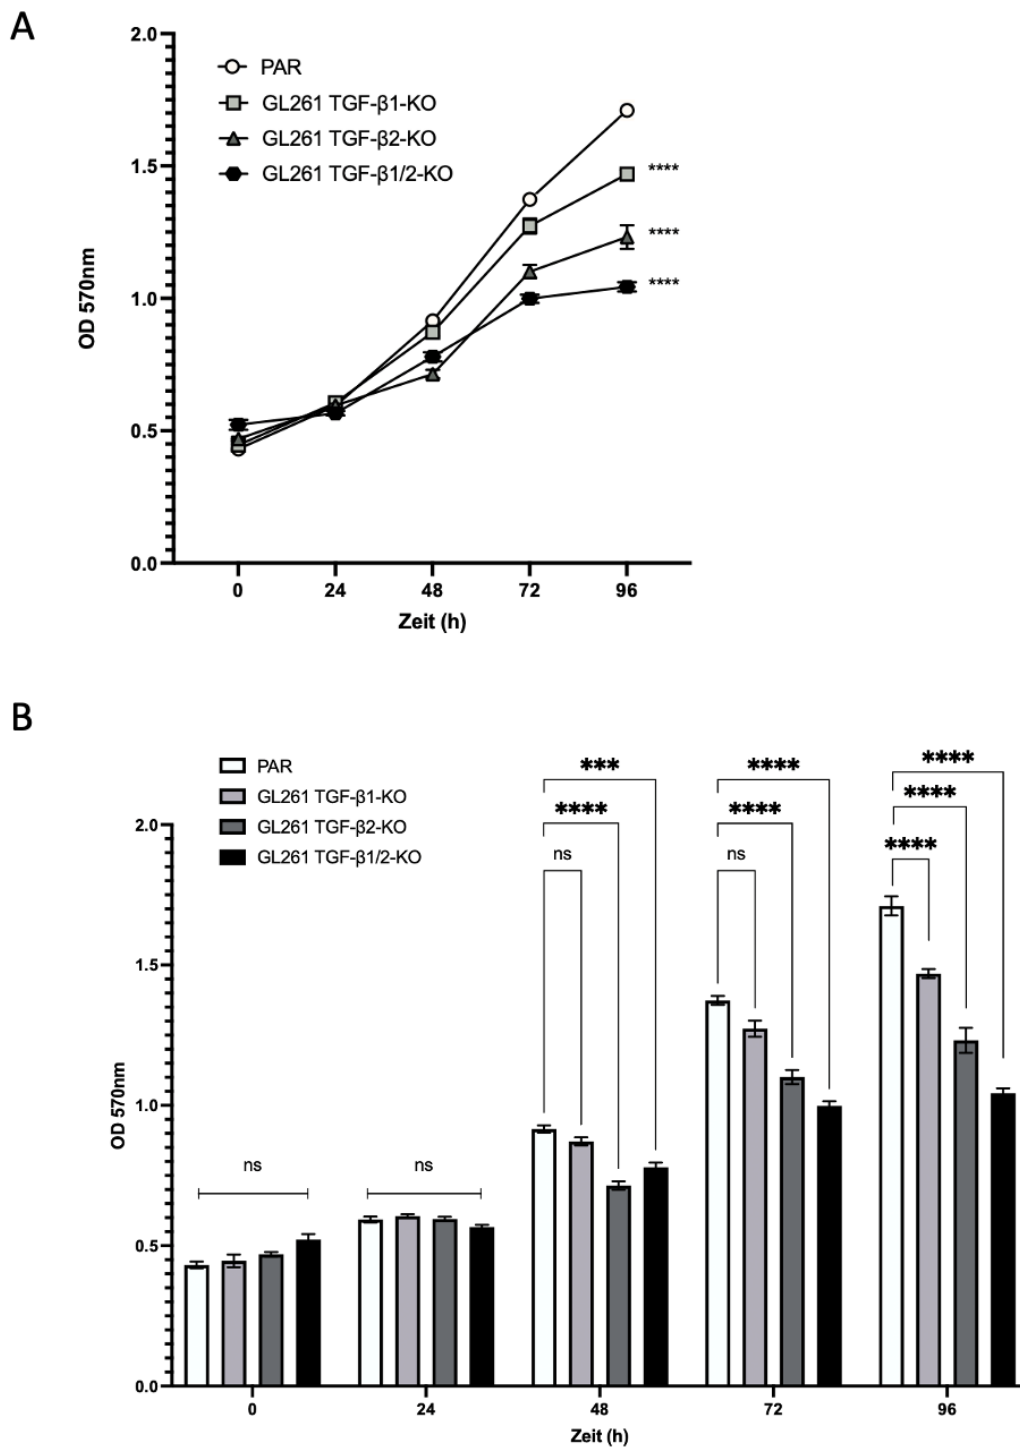 A
2.0
PAR
GL261 TGF-β1-KO
GL261 TGF-β2-KO
GL261 TGF-β1/2-KO
1.5
****
****
****
1.0
OD 570nm
0.5
0.0
0 24 48 72 96
Zeit (h)
B
PAR
GL261 TGF-β1-KO
GL261 TGF-β2-KO
GL261 TGF-β1/2-KO
*** **** ****
**** **** ****
ns ns ****
2.0
1.5
1.0
OD 570nm
ns ns
0.5
0.0
0 24 48 72 96
Zeit (h)